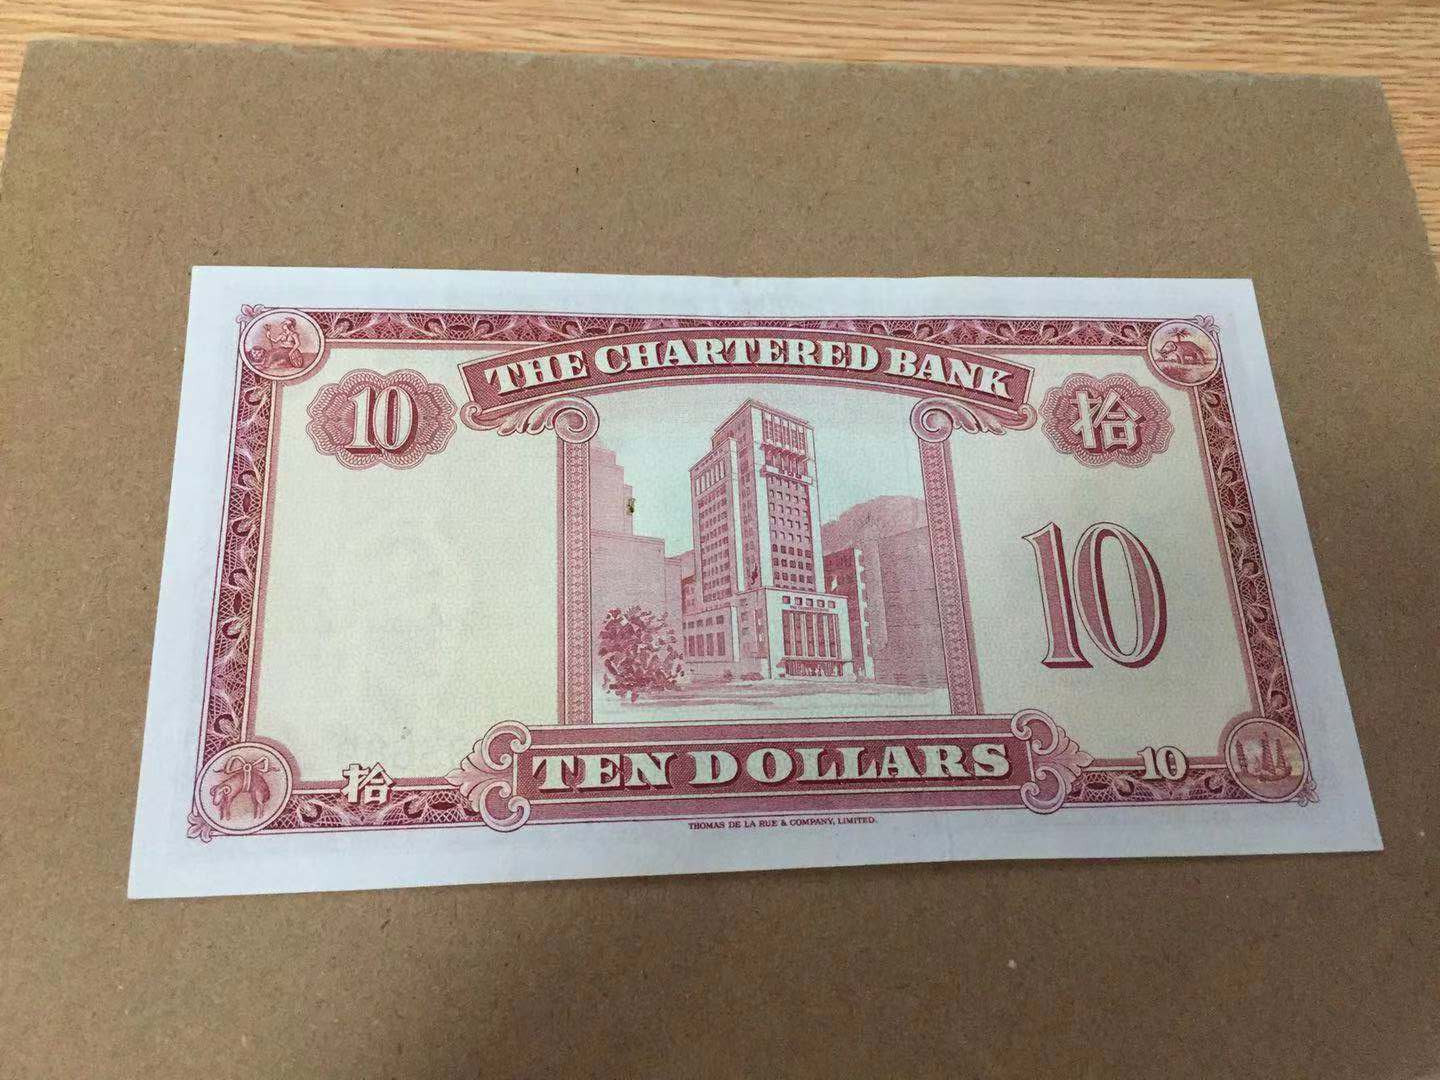 THE CHARTERED BANK
10
拾
10
TEN DOLLARS
拾
10
THOMAS DE LA RUE & COMPANY, LIMITED.